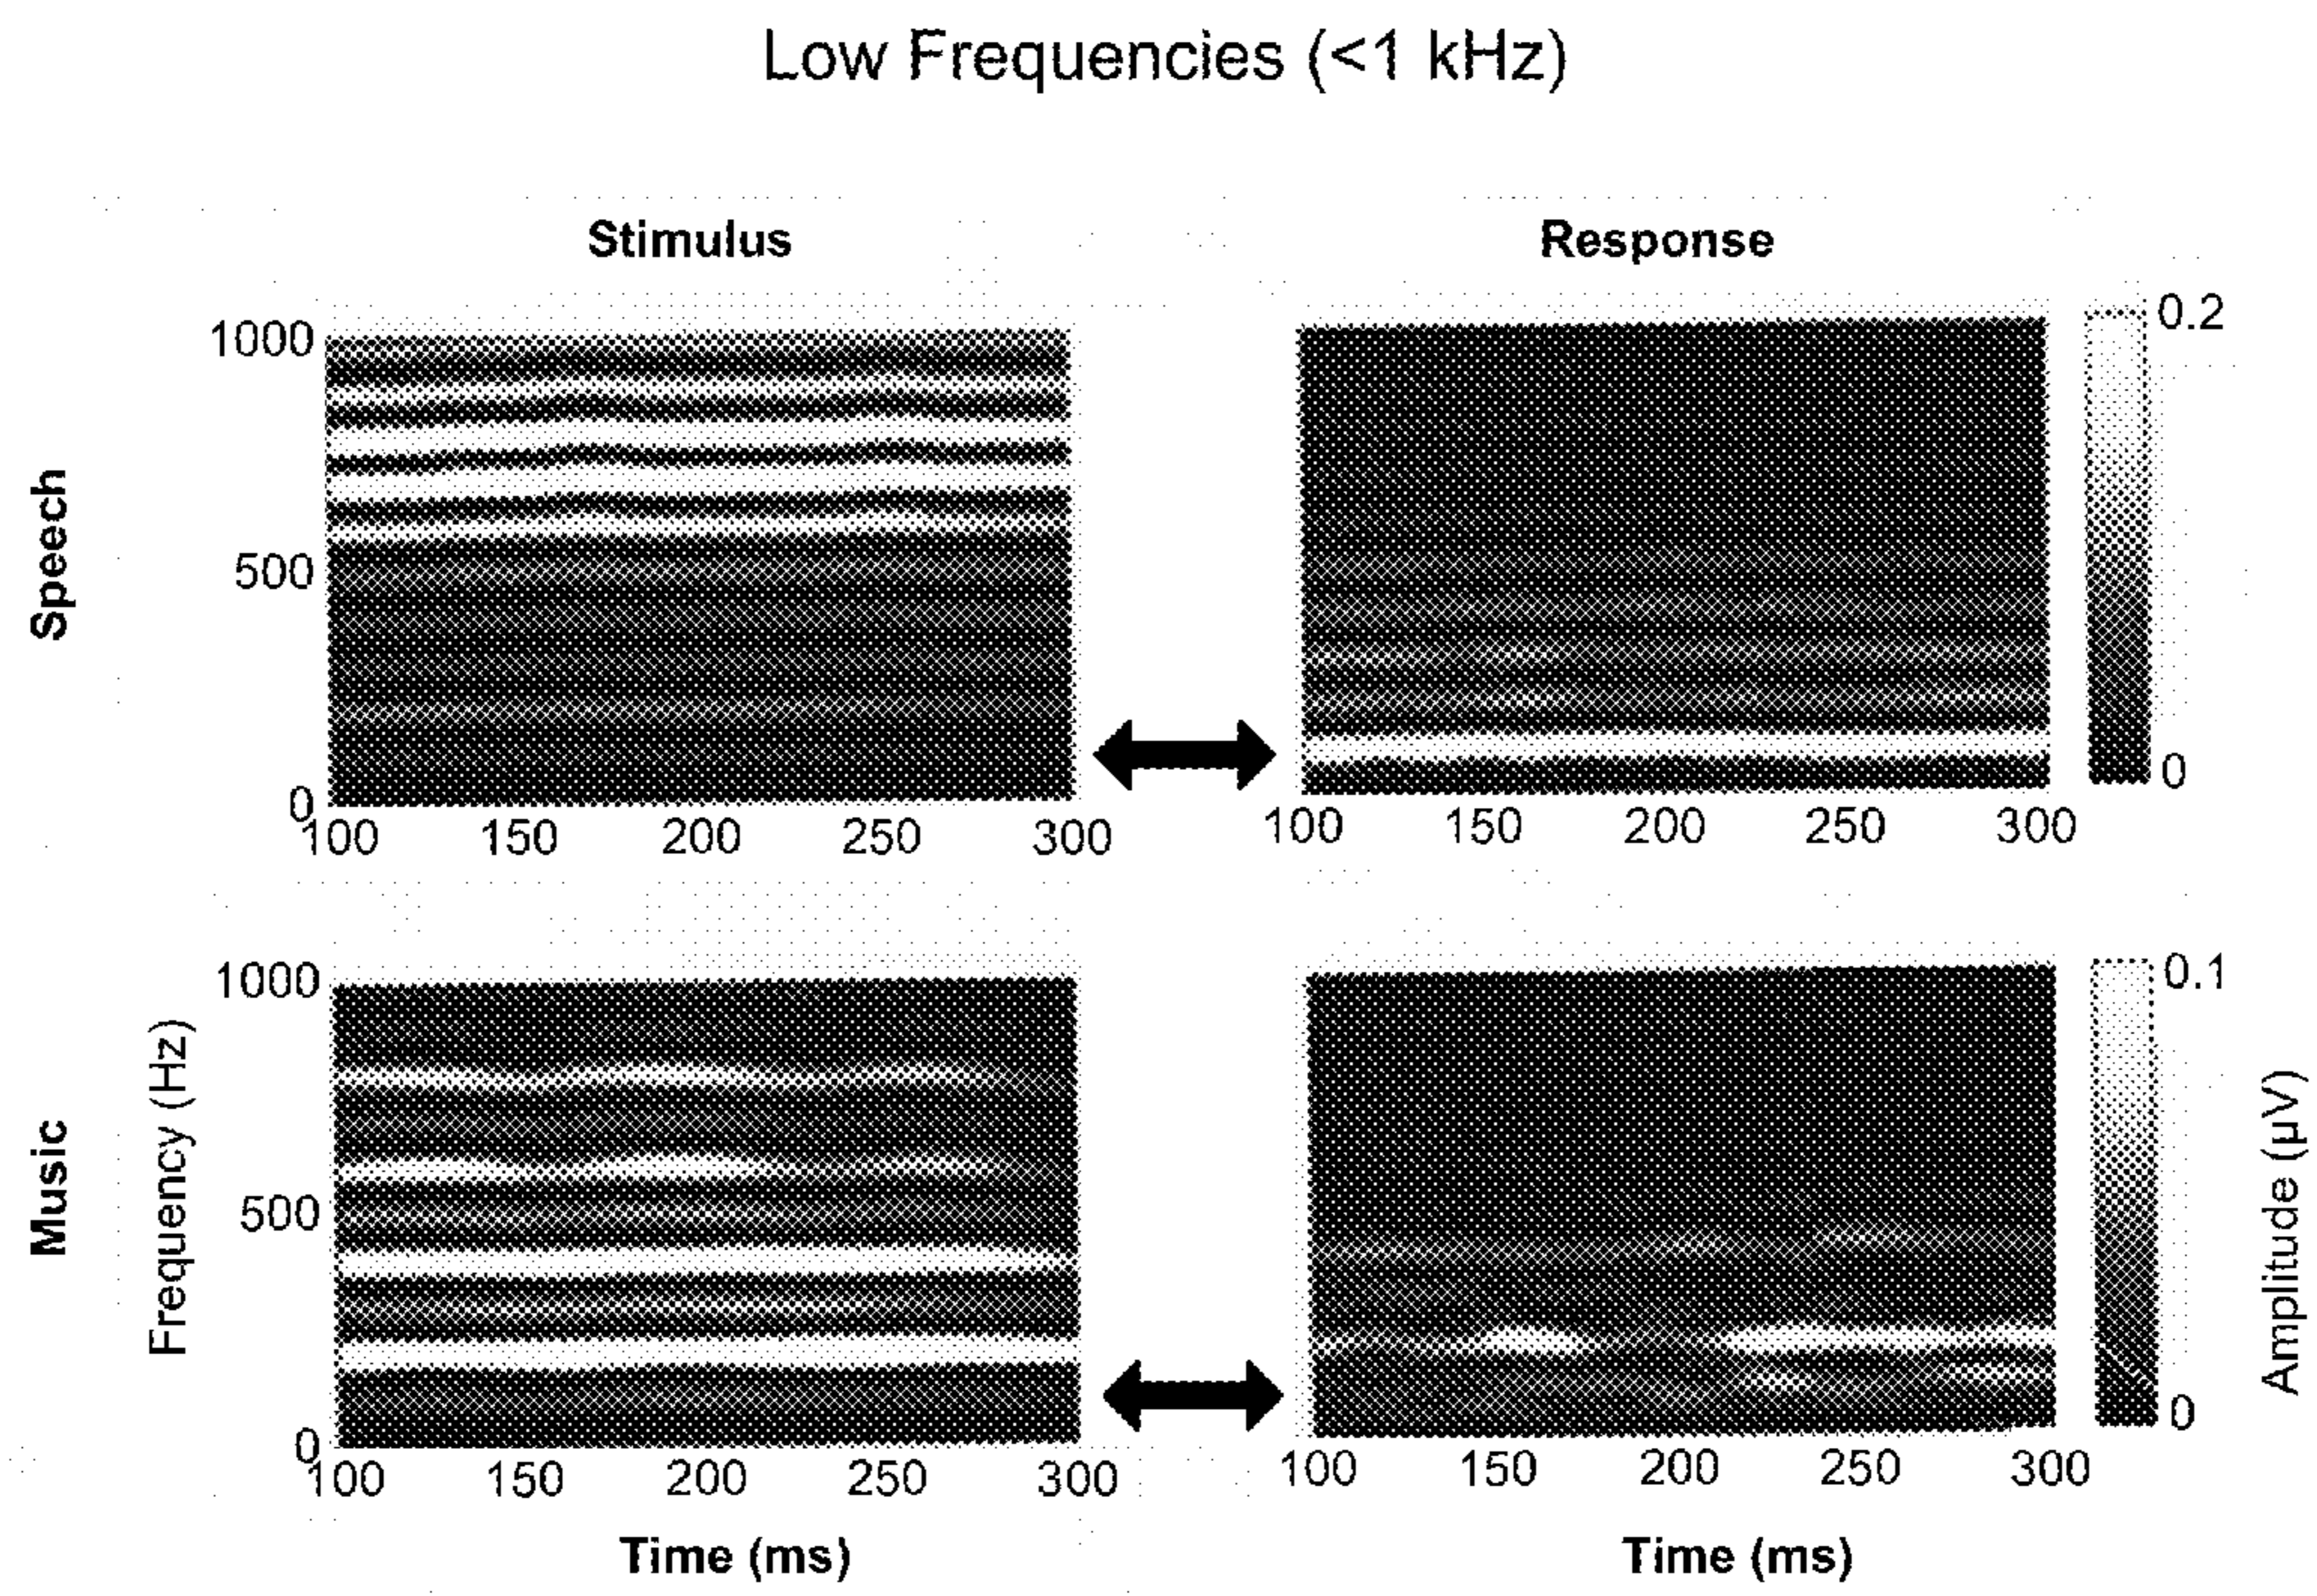 Low Frequencies (<1 kHz)
Stimulus
Response
Speech
1000
500
0
100 150 200 250 300
100 150 200 250 300
0.2
0
Music
Frequency (Hz)
1000
500
0
100 150 200 250 300
100 150 200 250 300
0.1
0
Amplitude (μV)
Time (ms)
Time (ms)